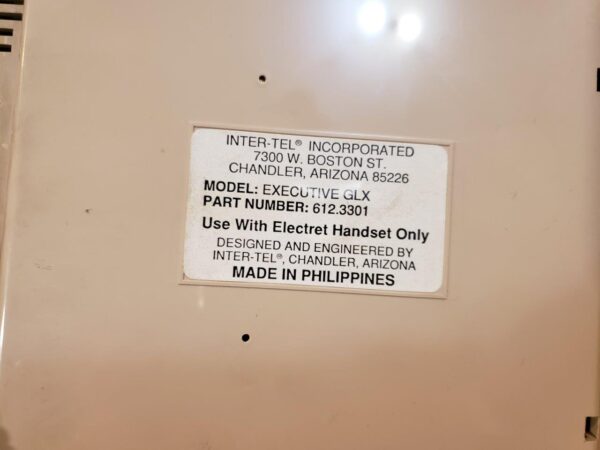 INTER-TEL® INCORPORATED
7300 W. BOSTON ST.
CHANDLER, ARIZONA 85226
MODEL: EXECUTIVE GLX
PART NUMBER: 612.3301
Use With Electret Handset Only
DESIGNED AND ENGINEERED BY
INTER-TEL®, CHANDLER, ARIZONA
MADE IN PHILIPPINES